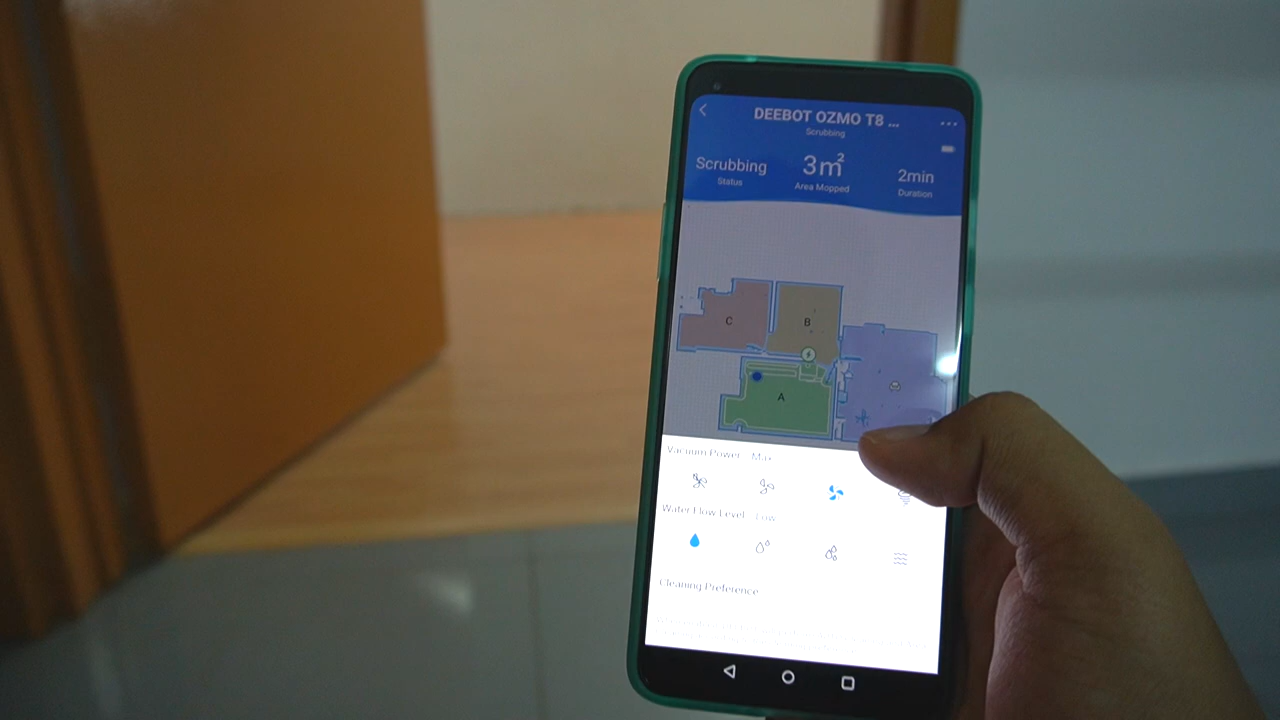 DEEBOT OZMO T8 ...
Scrubbing
Scrubbing
Status
3㎡
Area Mopped
2min
Duration
C
B
A
Vacuum Power Max
Water Flow Level Low
Cleaning Preference